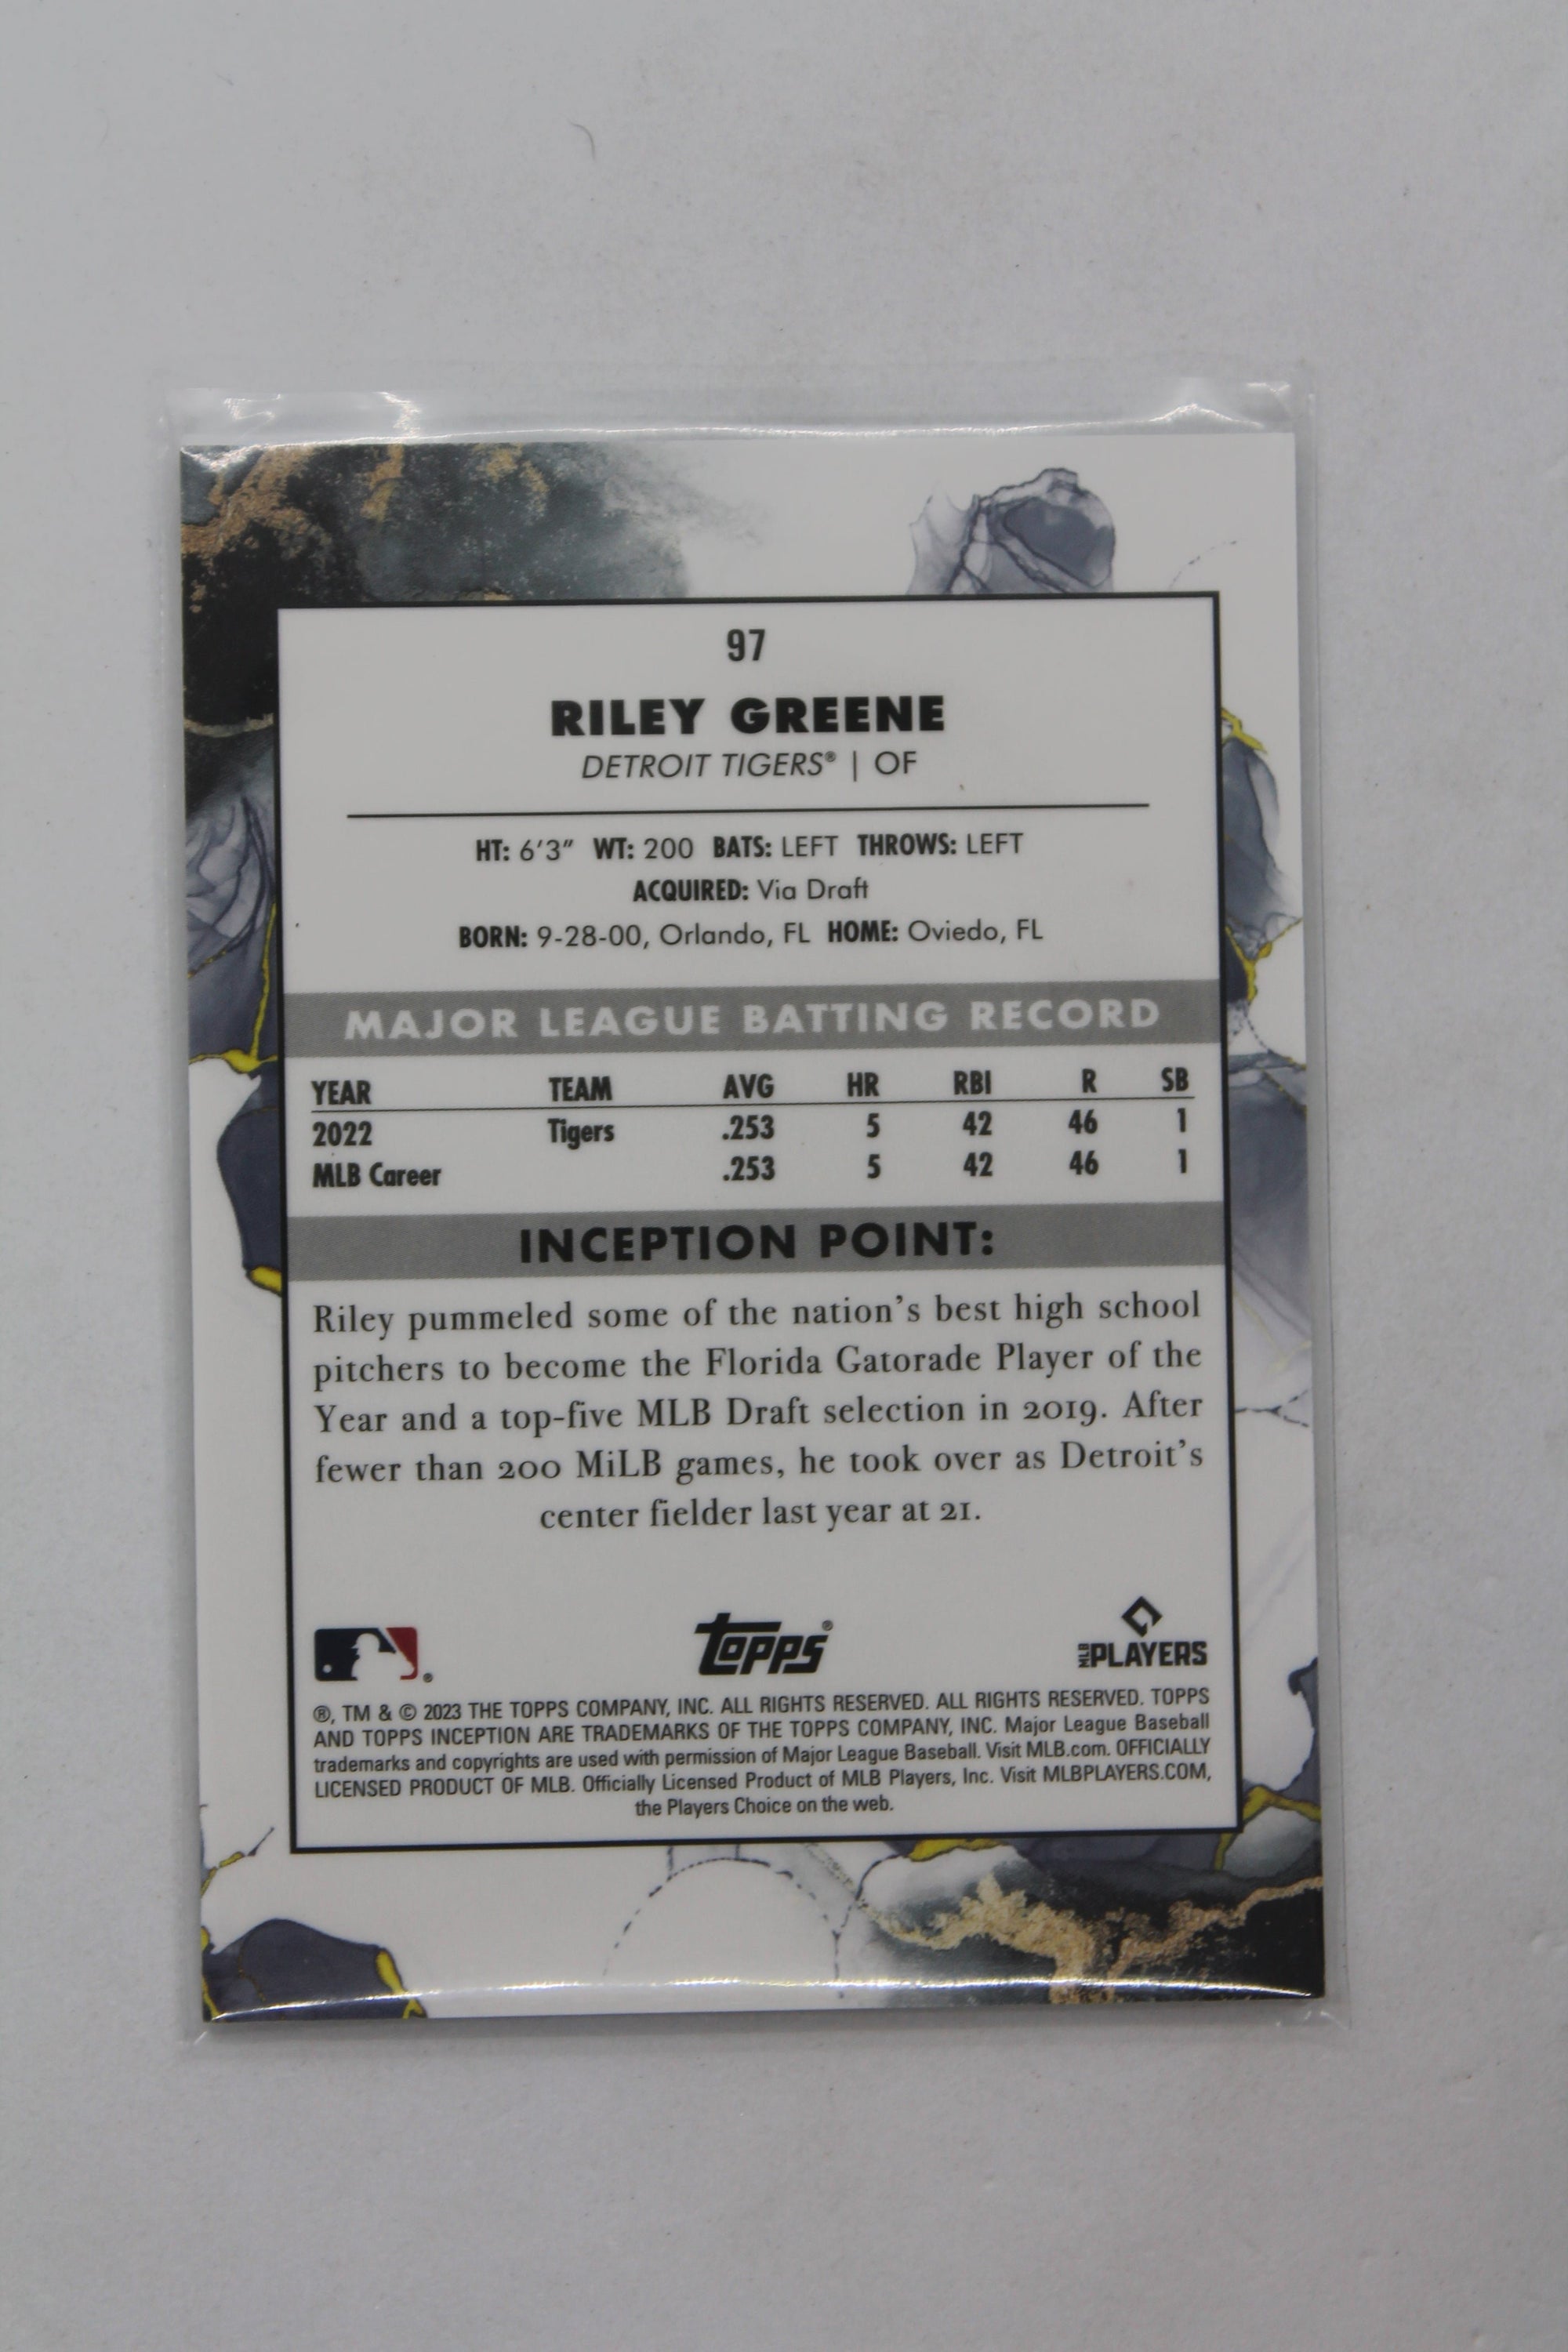 97
RILEY GREENE
DETROIT TIGERS® | OF
HT: 6'3" WT: 200 BATS: LEFT THROWS: LEFT
ACQUIRED: Via Draft
BORN: 9-28-00, Orlando, FL HOME: Oviedo, FL
MAJOR LEAGUE BATTING RECORD
YEAR TEAM AVG HR RBI R SB
2022 Tigers .253 5 42 46 1
MLB Career .253 5 42 46 1
INCEPTION POINT:
Riley pummeled some of the nation's best high school
pitchers to become the Florida Gatorade Player of the
Year and a top-five MLB Draft selection in 2019. After
fewer than 200 MiLB games, he took over as Detroit's
center fielder last year at 21.
® topps® MLB PLAYERS
®, TM & © 2023 THE TOPPS COMPANY, INC. ALL RIGHTS RESERVED. ALL RIGHTS RESERVED. TOPPS
AND TOPPS INCEPTION ARE TRADEMARKS OF THE TOPPS COMPANY, INC. Major League Baseball
trademarks and copyrights are used with permission of Major League Baseball. Visit MLB.com. OFFICIALLY
LICENSED PRODUCT OF MLB. Officially Licensed Product of MLB Players, Inc. Visit MLBPLAYERS.COM,
the Players Choice on the web.